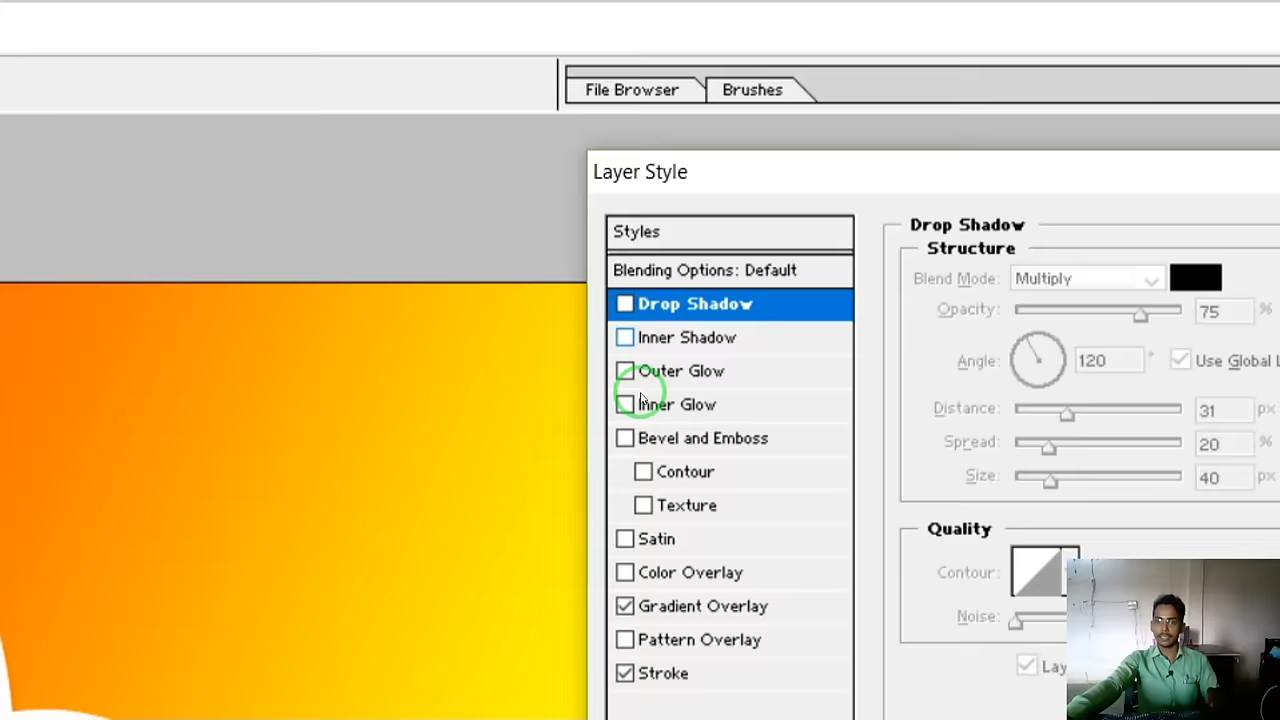 File Browser
Brushes
Layer Style
Styles
Blending Options: Default
Drop Shadow
Inner Shadow
Outer Glow
Inner Glow
Bevel and Emboss
Contour
Texture
Satin
Color Overlay
Gradient Overlay
Pattern Overlay
Stroke
Drop Shadow
Structure
Blend Mode: Multiply
Opacity: 75 %
Angle: 120 ° Use Global
Distance: 31 px
Spread: 20 %
Size: 40 px
Quality
Contour:
Noise: